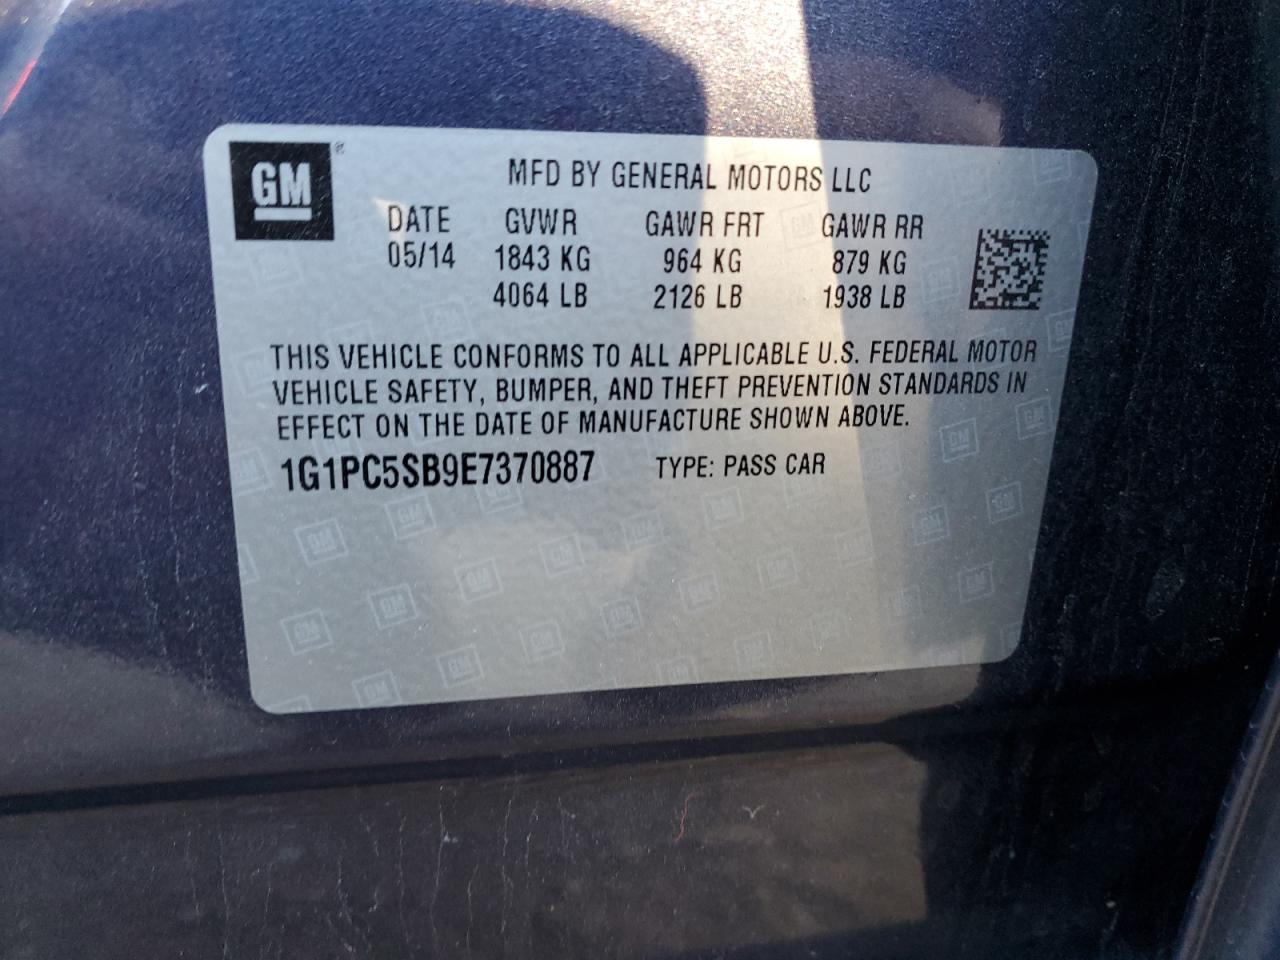 GM®
MFD BY GENERAL MOTORS LLC
DATE GVWR GAWR FRT GAWR RR
05/14 1843 KG 964 KG 879 KG
4064 LB 2126 LB 1938 LB
THIS VEHICLE CONFORMS TO ALL APPLICABLE U.S. FEDERAL MOTOR
VEHICLE SAFETY, BUMPER, AND THEFT PREVENTION STANDARDS IN
EFFECT ON THE DATE OF MANUFACTURE SHOWN ABOVE.
1G1PC5SB9E7370887 TYPE: PASS CAR